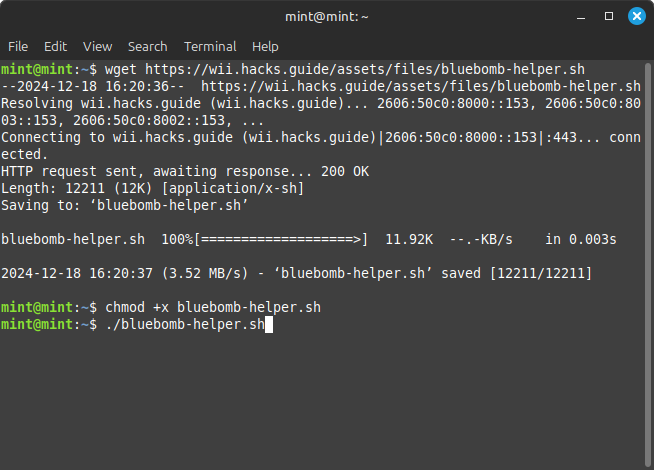 mint@mint: ~
File Edit View Search Terminal Help
mint@mint:~$ wget https://wii.hacks.guide/assets/files/bluebomb-helper.sh
--2024-12-18 16:20:36--  https://wii.hacks.guide/assets/files/bluebomb-helper.sh
Resolving wii.hacks.guide (wii.hacks.guide)... 2606:50c0:8000::153, 2606:50c0:80
03::153, 2606:50c0:8002::153, ...
Connecting to wii.hacks.guide (wii.hacks.guide)|2606:50c0:8000::153|:443... conn
ected.
HTTP request sent, awaiting response... 200 OK
Length: 12211 (12K) [application/x-sh]
Saving to: ‘bluebomb-helper.sh’
bluebomb-helper.sh  100%[===================>]  11.92K  --.-KB/s    in 0.003s
2024-12-18 16:20:37 (3.52 MB/s) - ‘bluebomb-helper.sh’ saved [12211/12211]
mint@mint:~$ chmod +x bluebomb-helper.sh
mint@mint:~$ ./bluebomb-helper.sh